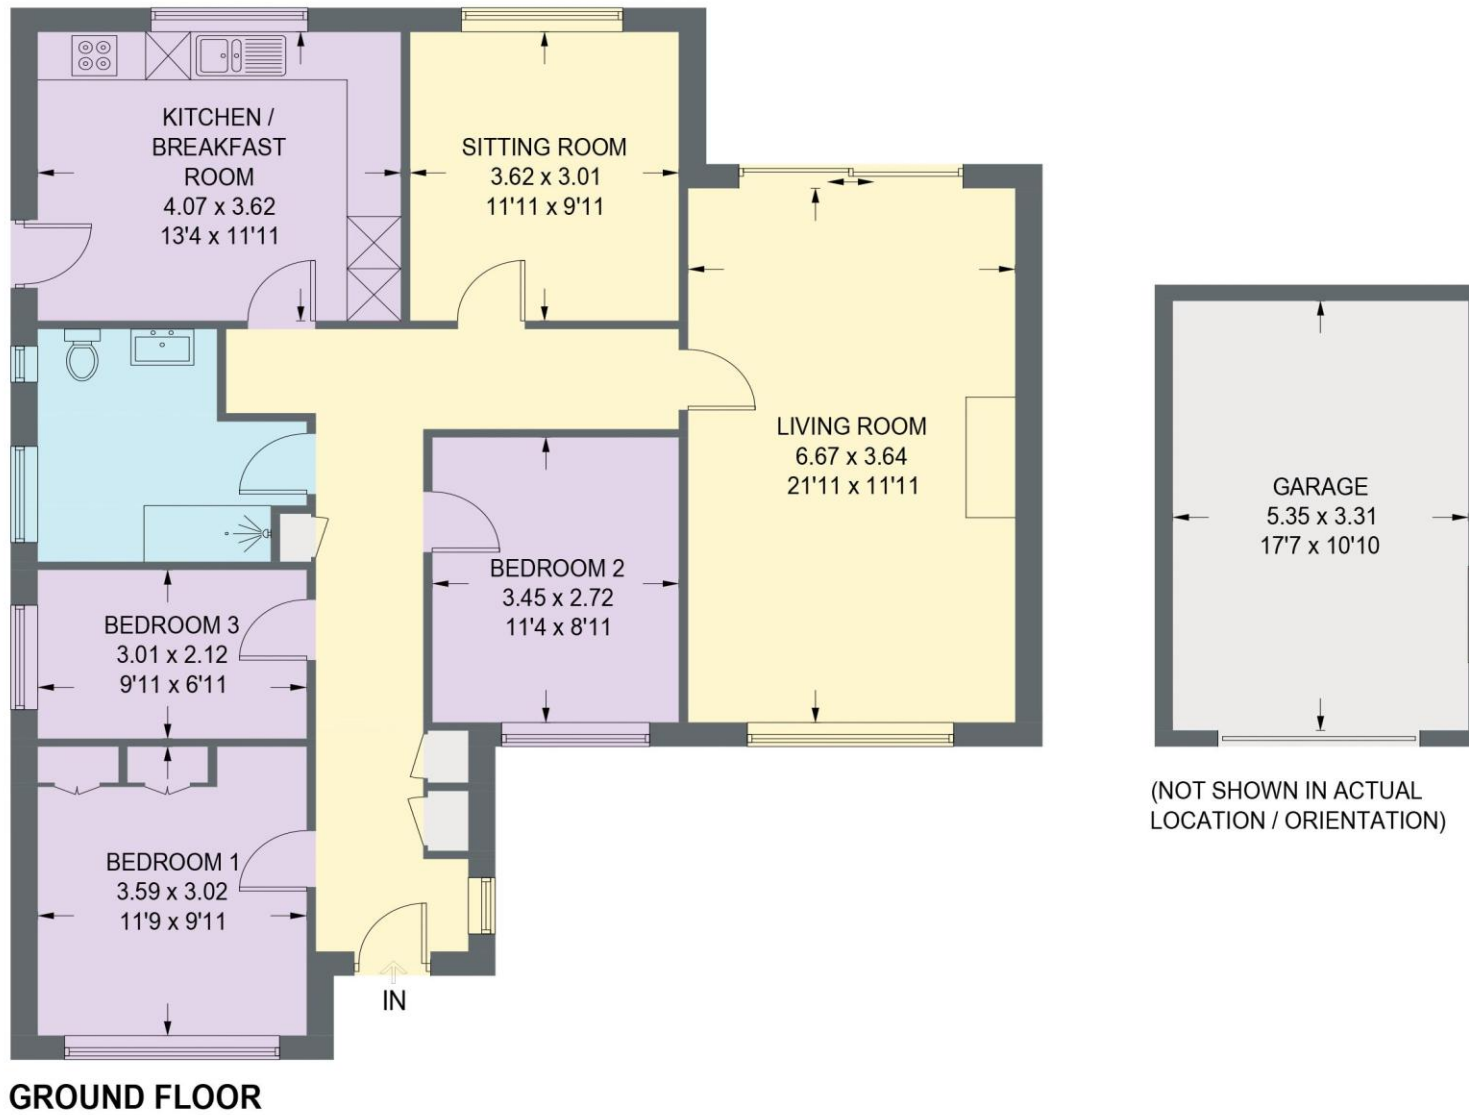 KITCHEN /
BREAKFAST
ROOM
4.07 x 3.62
13'4 x 11'11
SITTING ROOM
3.62 x 3.01
11'11 x 9'11
LIVING ROOM
6.67 x 3.64
21'11 x 11'11
GARAGE
5.35 x 3.31
17'7 x 10'10
(NOT SHOWN IN ACTUAL
LOCATION / ORIENTATION)
BEDROOM 2
3.45 x 2.72
11'4 x 8'11
BEDROOM 3
3.01 x 2.12
9'11 x 6'11
BEDROOM 1
3.59 x 3.02
11'9 x 9'11
IN
GROUND FLOOR